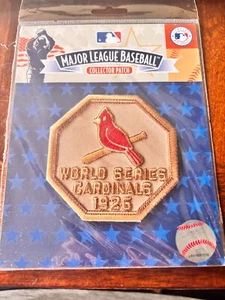 MAJOR LEAGUE BASEBALL
COLLECTOR PATCH
WORLD SERIES
CARDINALS
1926